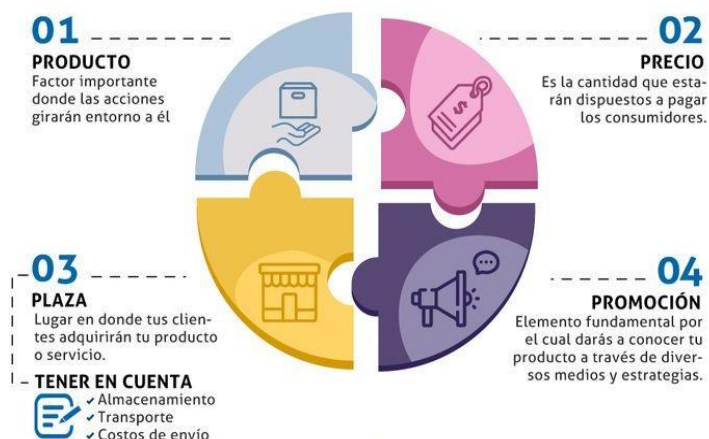 01
PRODUCTO
Factor importante
donde las acciones
girarán entorno a él
02
PRECIO
Es la cantidad que esta-
rán dispuestos a pagar
los consumidores.
$
03
PLAZA
Lugar en donde tus clien-
tes adquirirán tu producto
o servicio.
TENER EN CUENTA
Almacenamiento
Transporte
Costos de envío
04
PROMOCIÓN
Elemento fundamental por
el cual darás a conocer tu
producto a través de diver-
sos medios y estrategias.